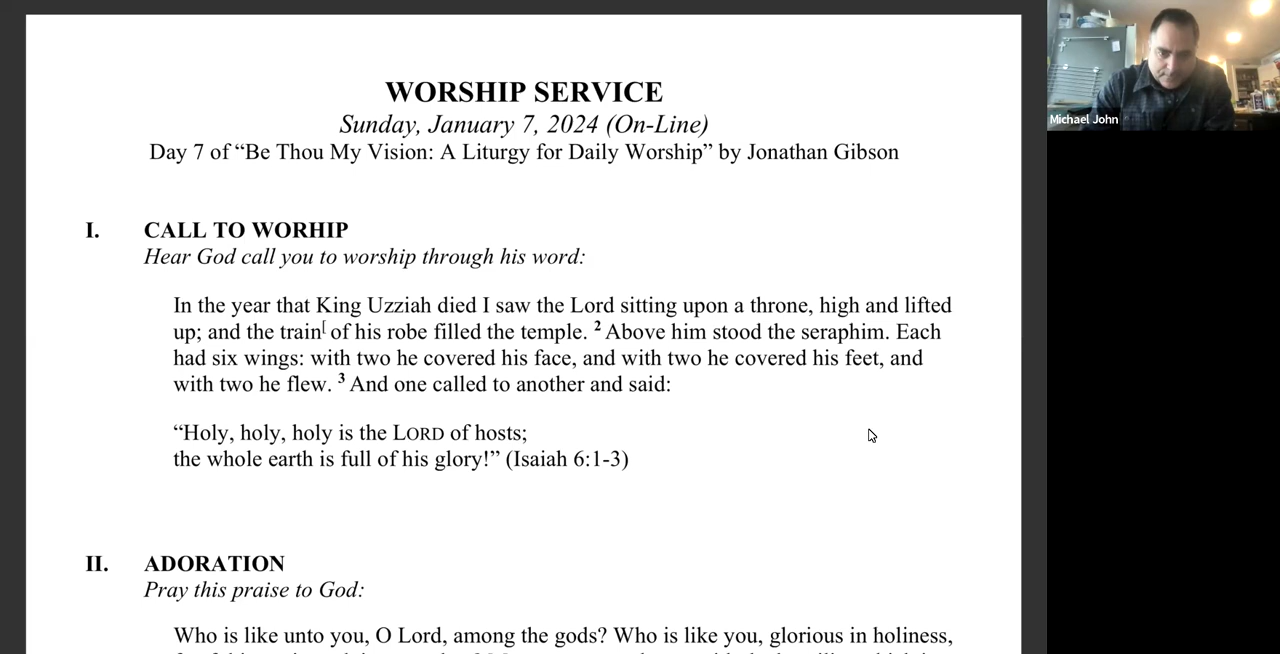 WORSHIP SERVICE
Sunday, January 7, 2024 (On-Line)
Day 7 of “Be Thou My Vision: A Liturgy for Daily Worship” by Jonathan Gibson
I. CALL TO WORHIP
Hear God call you to worship through his word:
In the year that King Uzziah died I saw the Lord sitting upon a throne, high and lifted
up; and the train[ of his robe filled the temple. 2 Above him stood the seraphim. Each
had six wings: with two he covered his face, and with two he covered his feet, and
with two he flew. 3 And one called to another and said:
“Holy, holy, holy is the LORD of hosts;
the whole earth is full of his glory!” (Isaiah 6:1-3)
II. ADORATION
Pray this praise to God:
Who is like unto you, O Lord, among the gods? Who is like you, glorious in holiness,
Michael John